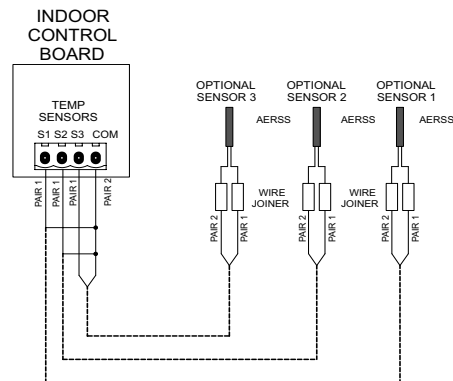 INDOOR
CONTROL
BOARD
TEMP
SENSORS
S1 S2 S3 COM
PAIR 1
PAIR 1
PAIR 1
PAIR 2
OPTIONAL
SENSOR 3
OPTIONAL
SENSOR 2
OPTIONAL
SENSOR 1
AERSS
AERSS
AERSS
WIRE
JOINER
WIRE
JOINER
PAIR 2
PAIR 1
PAIR 2
PAIR 1
PAIR 2
PAIR 1